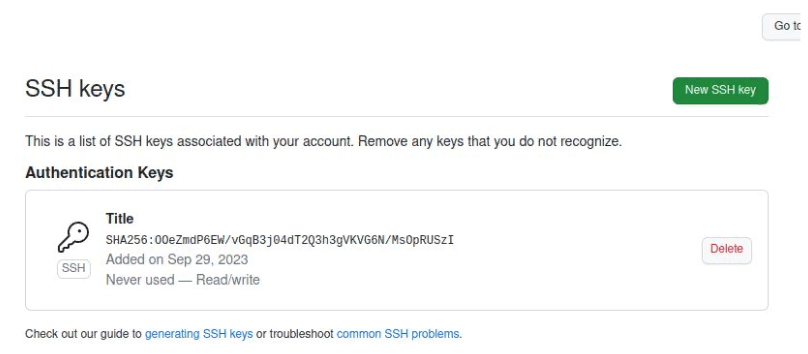 Go to
SSH keys
New SSH key
This is a list of SSH keys associated with your account. Remove any keys that you do not recognize.
Authentication Keys
Title
SHA256:OOeZmdP6EW/vGqB3j04dT2Q3h3gVKVG6N/MsOpRUSzI
Added on Sep 29, 2023
Never used — Read/write
SSH
Delete
Check out our guide to generating SSH keys or troubleshoot common SSH problems.